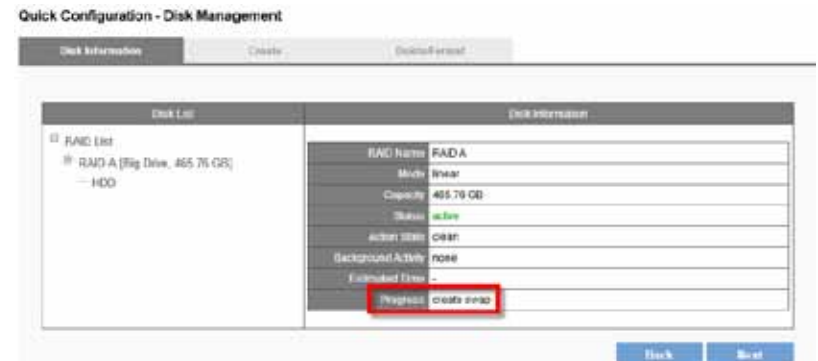 Quick Configuration - Disk Management
Disk Information
Create
Delete/Format
Disk List
Disk Information
RAID List
RAID A [Big Drive, 465.76 GB]
HDD
RAID Name RAID A
Mode linear
Capacity 465.76 GB
Status active
Action State clean
Background Activity none
Estimated Time -
Progress create swap
Back
Next